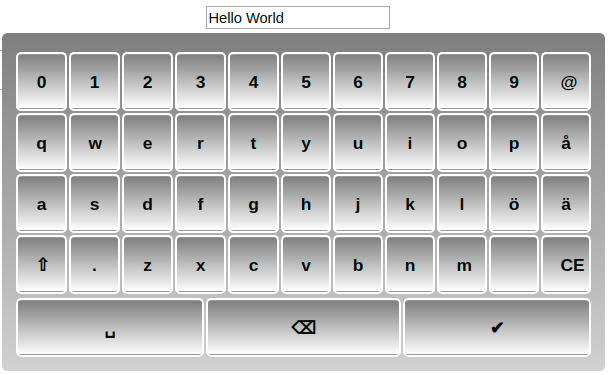 Hello World
0 1 2 3 4 5 6 7 8 9 @
q w e r t y u i o p å
a s d f g h j k l ö ä
⇧ . z x c v b n m CE
␣ ⌫ ✔